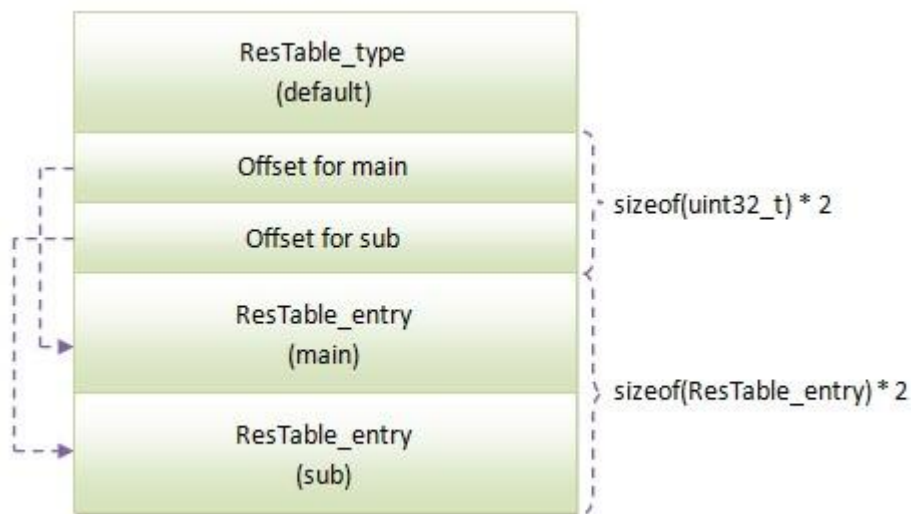 ResTable_type
(default)
Offset for main
Offset for sub
sizeof(uint32_t) * 2
ResTable_entry
(main)
ResTable_entry
(sub)
sizeof(ResTable_entry) * 2